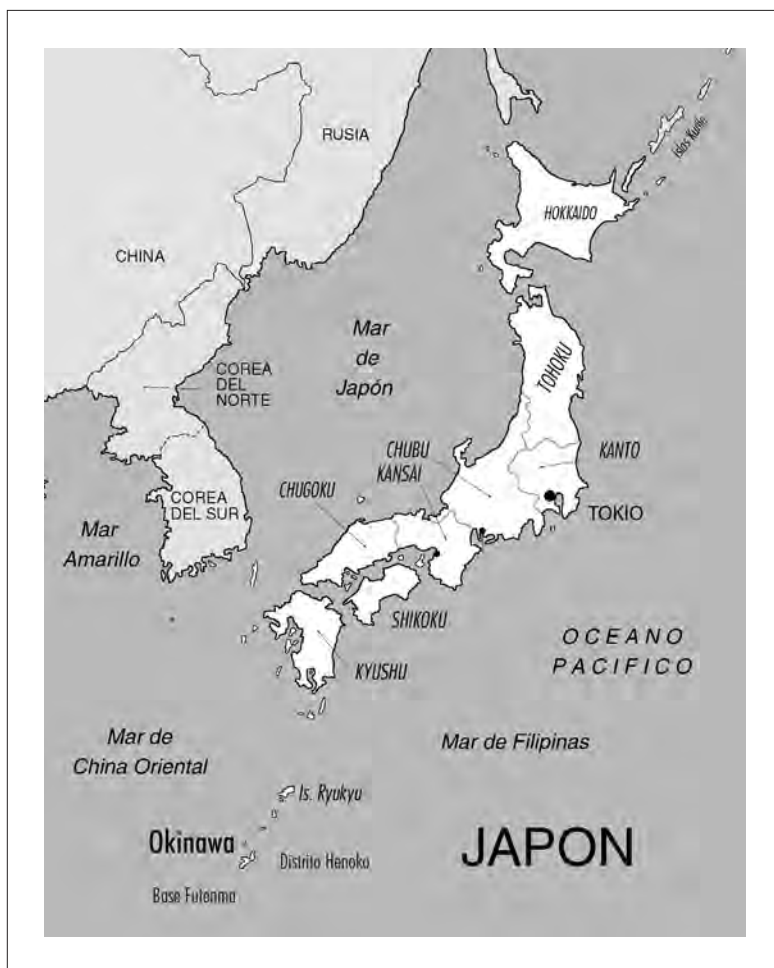 RUSIA
Islas Kurile
HOKKAIDO
CHINA
Mar
de
Japón
TOHOKU
COREA
DEL
NORTE
CHUBU
KANSAI
KANTO
CHUGOKU
COREA
DEL SUR
TOKIO
Mar
Amarillo
SHIKOKU
OCEANO
PACIFICO
KYUSHU
Mar de
China Oriental
Mar de Filipinas
Is. Ryukyu
Okinawa
JAPON
Distrito Henoko
Base Futenma